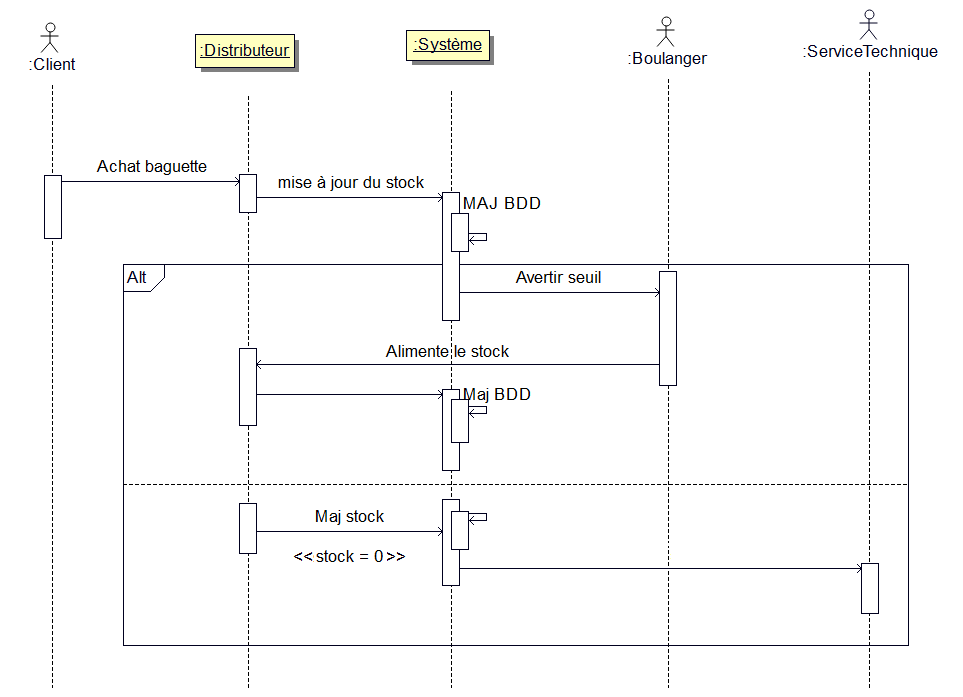 :Client
:Distributeur
:Système
:Boulanger
:ServiceTechnique
Achat baguette
mise à jour du stock
MAJ BDD
Alt
Avertir seuil
Alimente le stock
Maj BDD
Maj stock
<<stock = 0>>